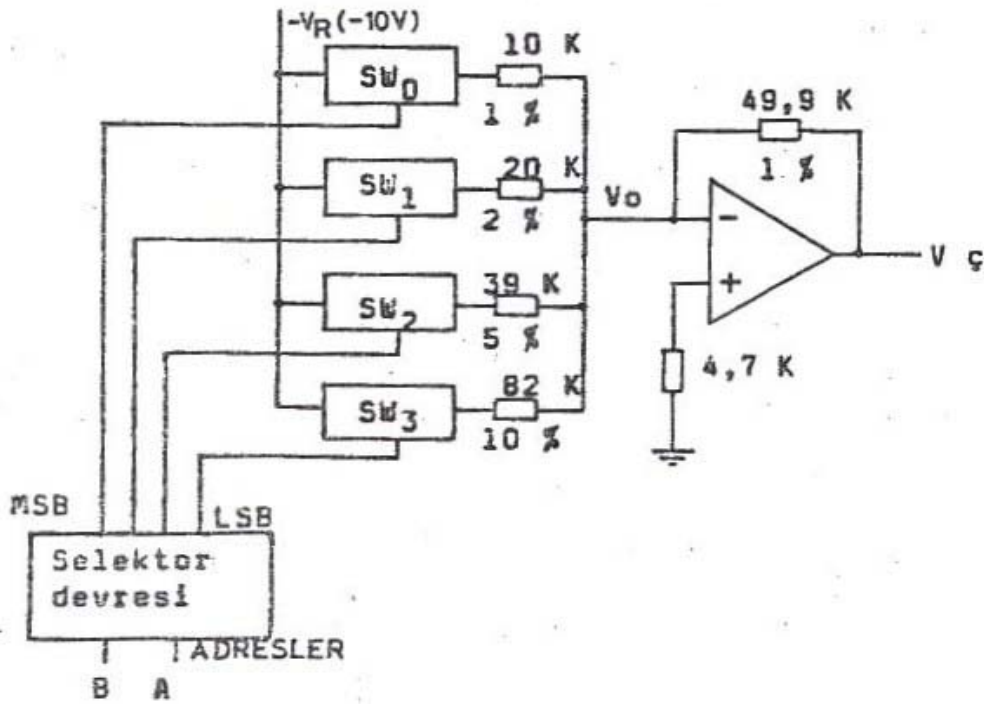 -VR (-10V)
10 K
SW0
1 %
49,9 K
1 %
20 K
SW1
2 %
Vo
-
V ç
39 K
+
SW2
5 %
4,7 K
82 K
SW3
10 %
MSB
LSB
Selektor
devresi
ADRESLER
B A